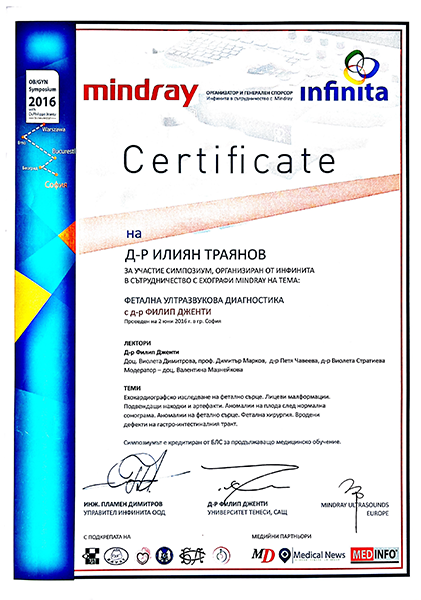 OB/GYN
Symposium
2016
Warszawa
Bucuresti
Београд
София
mindray
ОРГАНИЗАТОР И ГЕНЕРАЛЕН СПОНСОР
Инфинита в сътрудничество с Mindray
infinita
Certificate
на
Д-Р ИЛИЯН ТРАЯНОВ
ЗА УЧАСТИЕ СИМПОЗИУМ, ОРГАНИЗИРАН ОТ ИНФИНИТА
В СЪТРУДНИЧЕСТВО С ЕХОГРАФИ MINDRAY НА ТЕМА:
ФЕТАЛНА УЛТРАЗВУКОВА ДИАГНОСТИКА
с д-р ФИЛИП ДЖЕНТИ
Проведен на 2 юни 2016 г. в гр. София
ЛЕКТОРИ
Д-р Филип Дженти
Доц. Виолета Димитрова, проф. Димитър Марков, д-р Петя Чавеева, д-р Виолета Стратиева
Модератор – доц. Валентина Мазнейкова
ТЕМИ
Ехокардиографско изследване на фетално сърце. Лицеви малформации.
Подвеждащи находки и артефакти. Аномалии на плода след нормална
сонограма. Аномалии на фетално сърце. Фетална хирургия. Вродени
дефекти на гастро-интестиналния тракт.
Симпозиумът е кредитиран от БЛС за продължаващо медицинско обучение.
ИНЖ. ПЛАМЕН ДИМИТРОВ
УПРАВИТЕЛ ИНФИНИТА ООД
Д-Р ФИЛИП ДЖЕНТИ
УНИВЕРСИТЕТ ТЕНЕСИ, САЩ
MINDRAY ULTRASOUNDS
EUROPE
С ПОДКРЕПАТА НА
МЕДИЙНИ ПАРТНЬОРИ
MD
Medical News
MEDINFO